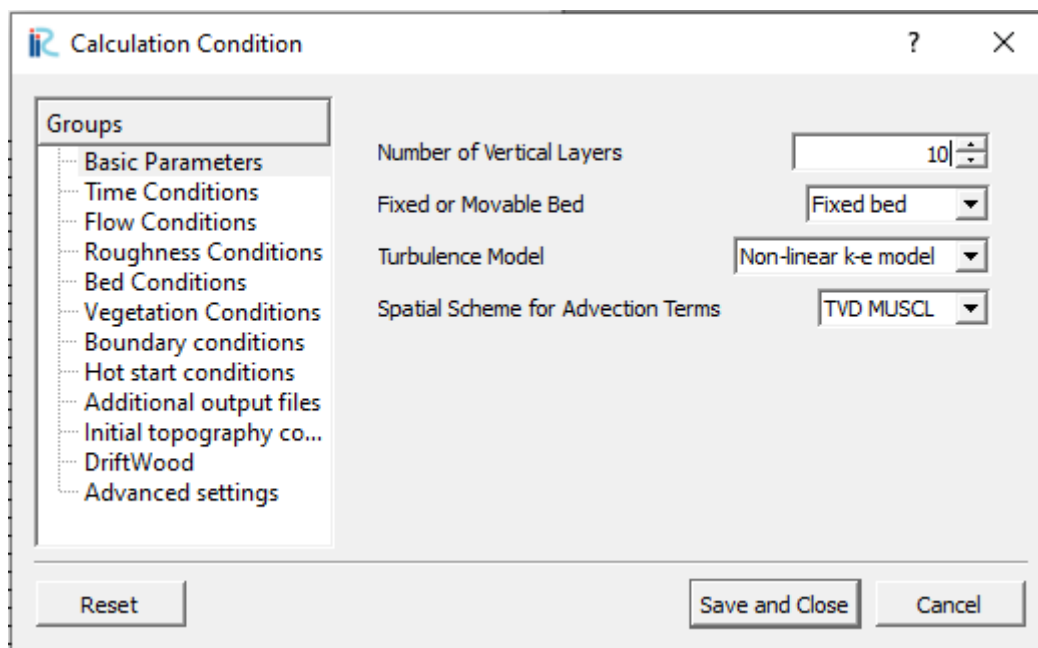 iRC Calculation Condition ? ×
Groups
Basic Parameters
Time Conditions
Flow Conditions
Roughness Conditions
Bed Conditions
Vegetation Conditions
Boundary conditions
Hot start conditions
Additional output files
Initial topography co...
DriftWood
Advanced settings
Number of Vertical Layers 10
Fixed or Movable Bed Fixed bed
Turbulence Model Non-linear k-e model
Spatial Scheme for Advection Terms TVD MUSCL
Reset Save and Close Cancel